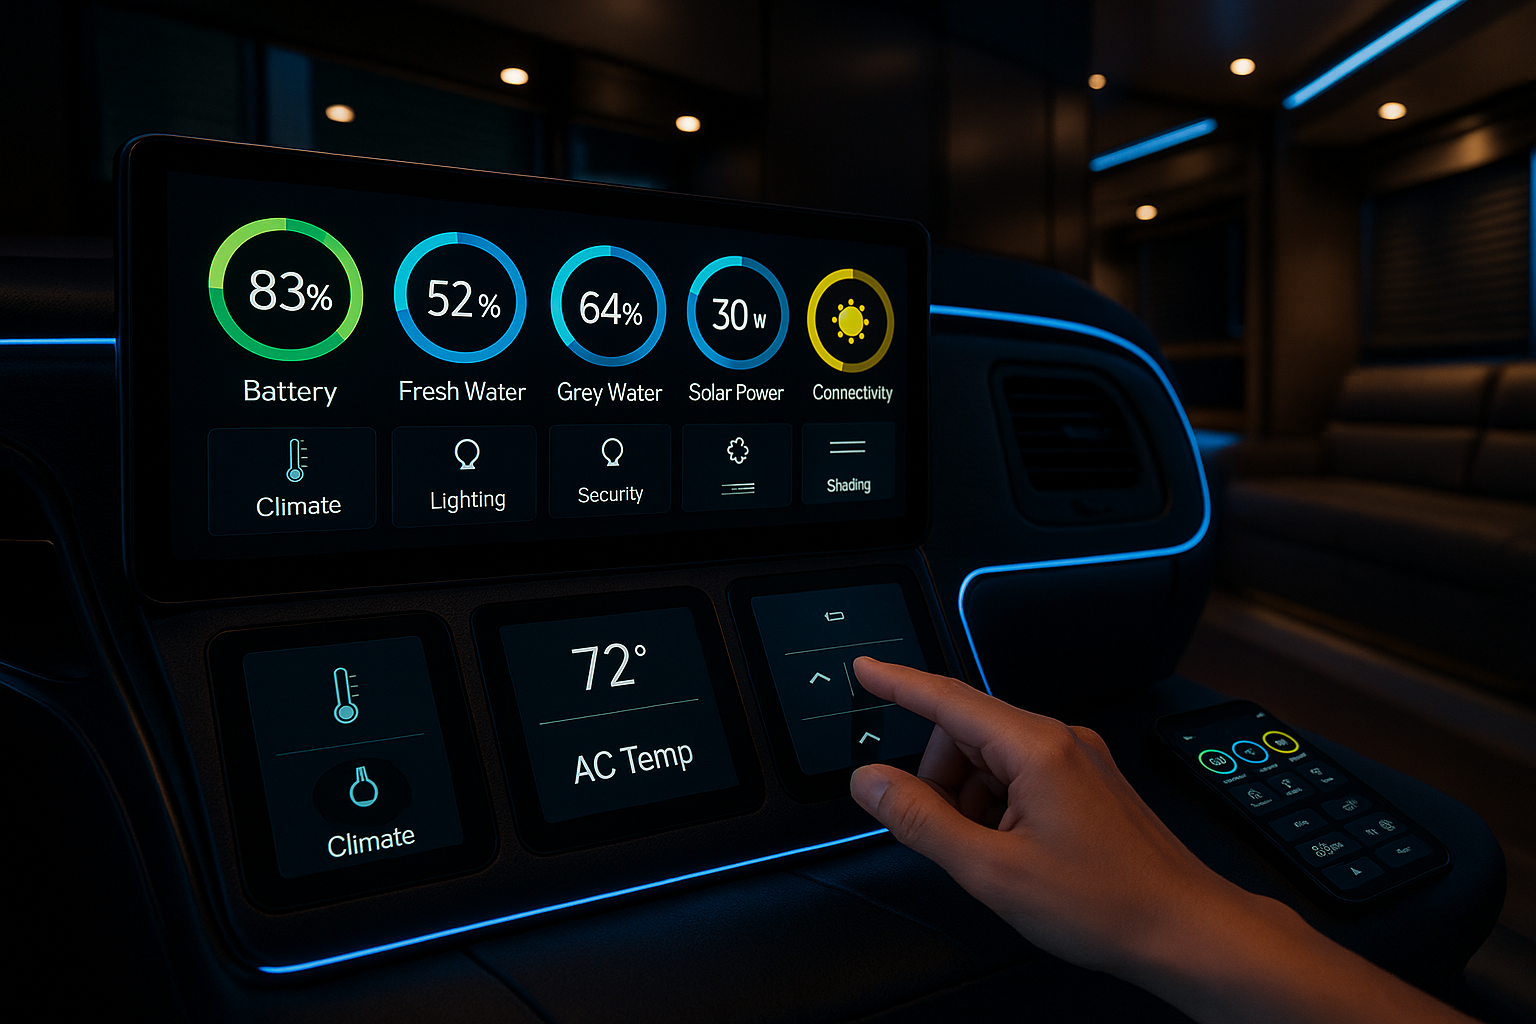 83%
52%
64%
30 w
Battery
Fresh Water
Grey Water
Solar Power
Connectivity
Climate
Lighting
Security
Shading
72°
AC Temp
Climate